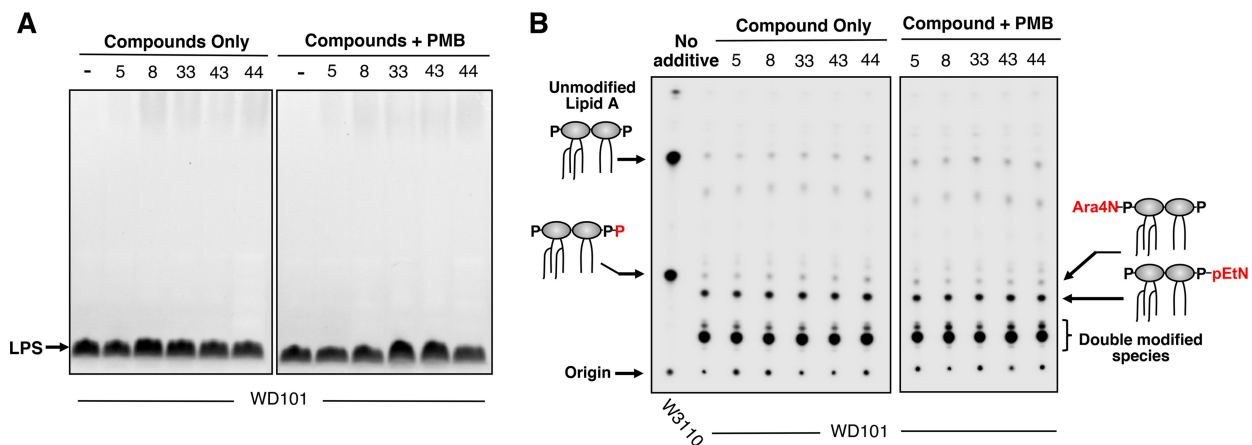 A
Compounds Only
Compounds + PMB
- 5 8 33 43 44
- 5 8 33 43 44
LPS
WD101
B
No
additive
Compound Only
Compound + PMB
5 8 33 43 44
5 8 33 43 44
Unmodified
Lipid A
P P
P P-P
Origin
Ara4N-P P
P P-pEtN
Double modified
species
W3110
WD101